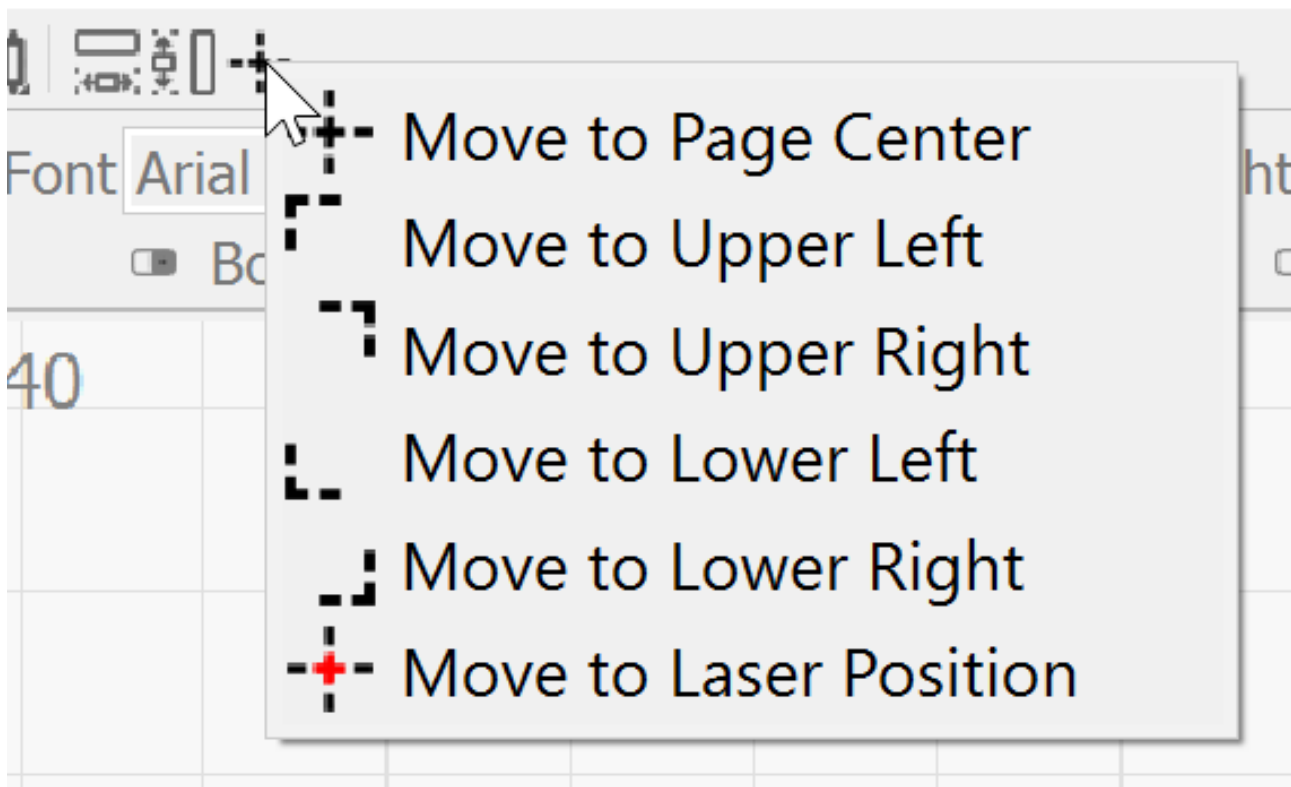 Move to Page Center
Font Arial
Move to Upper Left
Move to Upper Right
40
Move to Lower Left
Move to Lower Right
Move to Laser Position